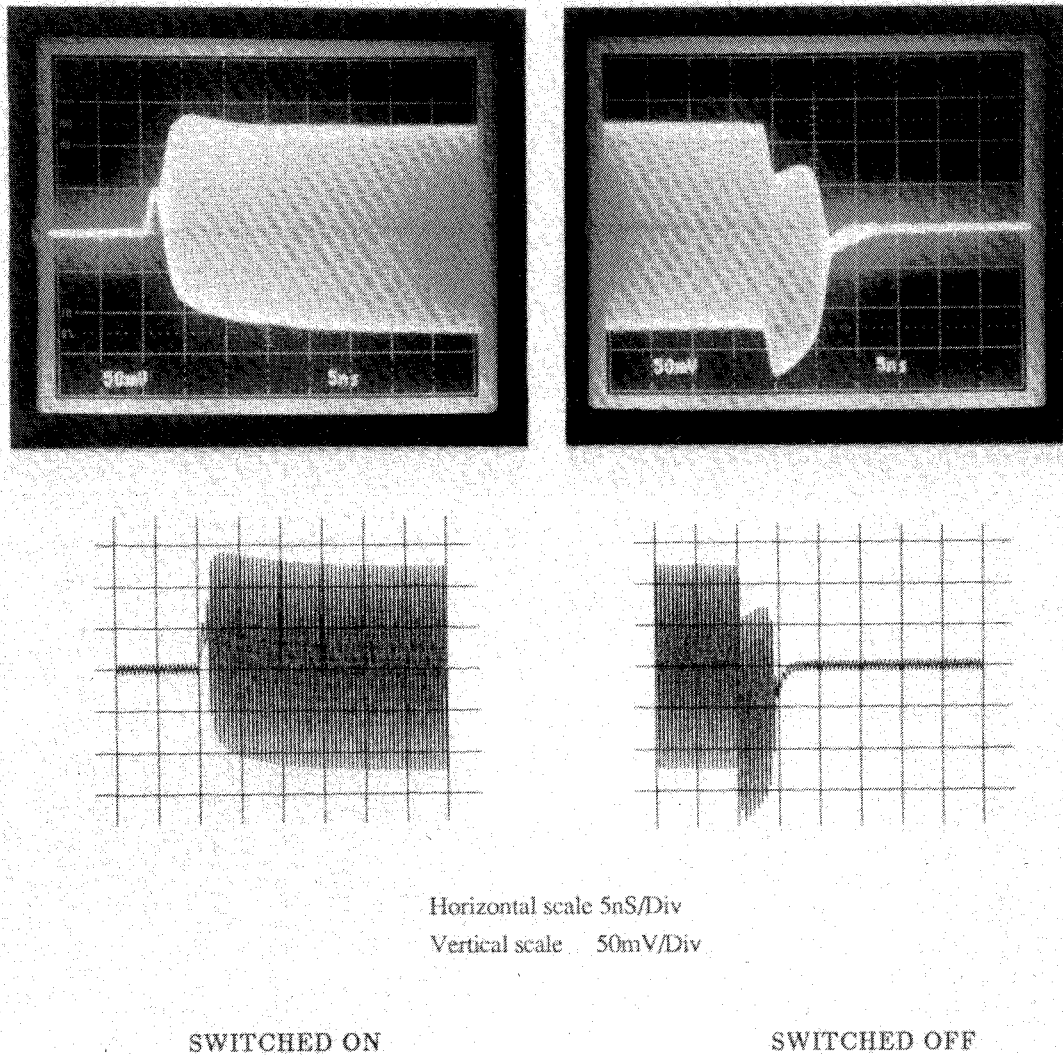 50mV 5ns
50mV 5ns
Horizontal scale 5nS/Div
Vertical scale 50mV/Div
SWITCHED ON
SWITCHED OFF